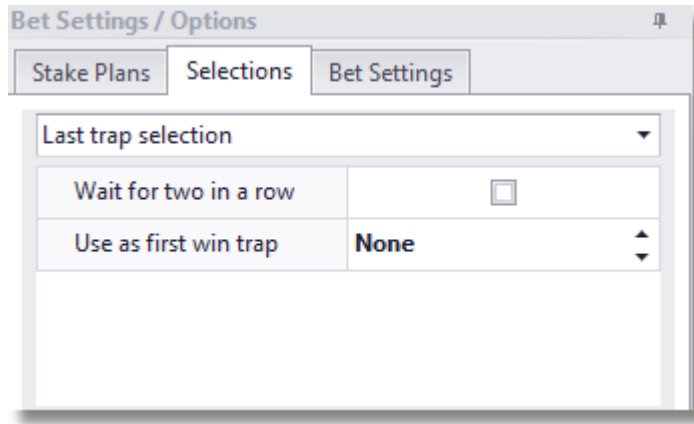 Bet Settings / Options
Stake Plans Selections Bet Settings
Last trap selection
Wait for two in a row
Use as first win trap None